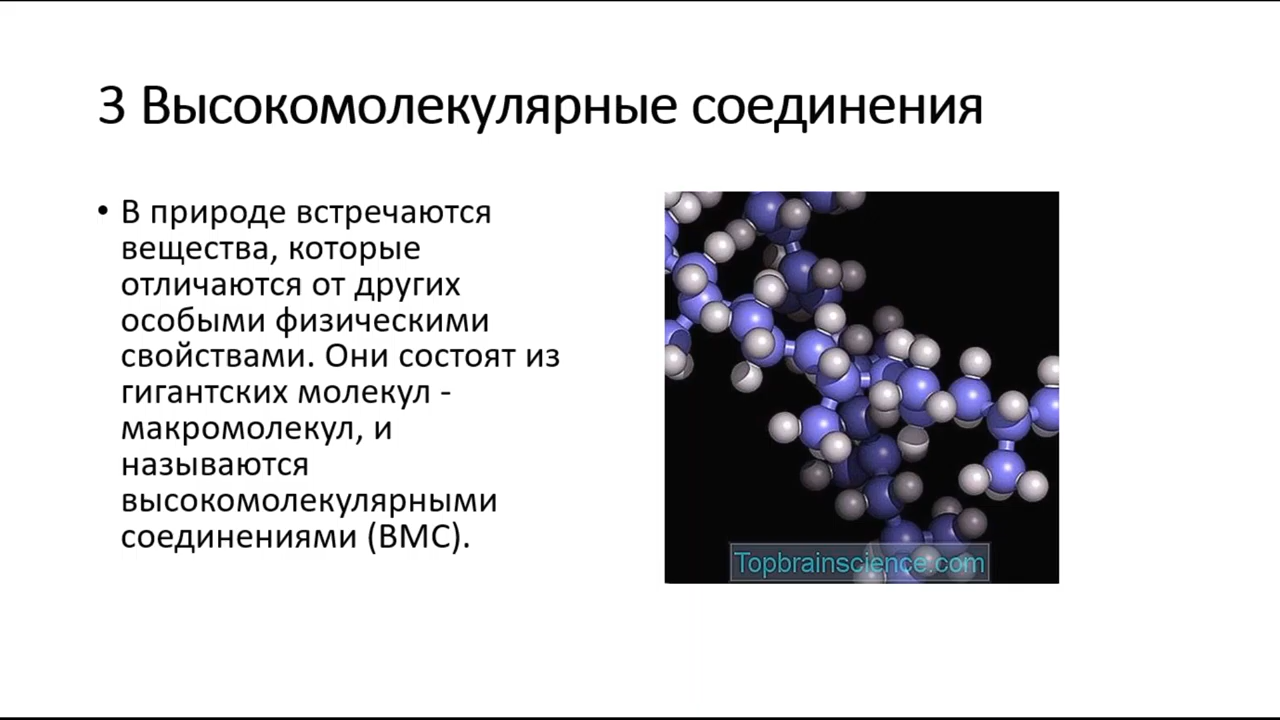 3 Высокомолекулярные соединения
• В природе встречаются
вещества, которые
отличаются от других
особыми физическими
свойствами. Они состоят из
гигантских молекул -
макромолекул, и
называются
высокомолекулярными
соединениями (ВМС).
Topbrainscience.com